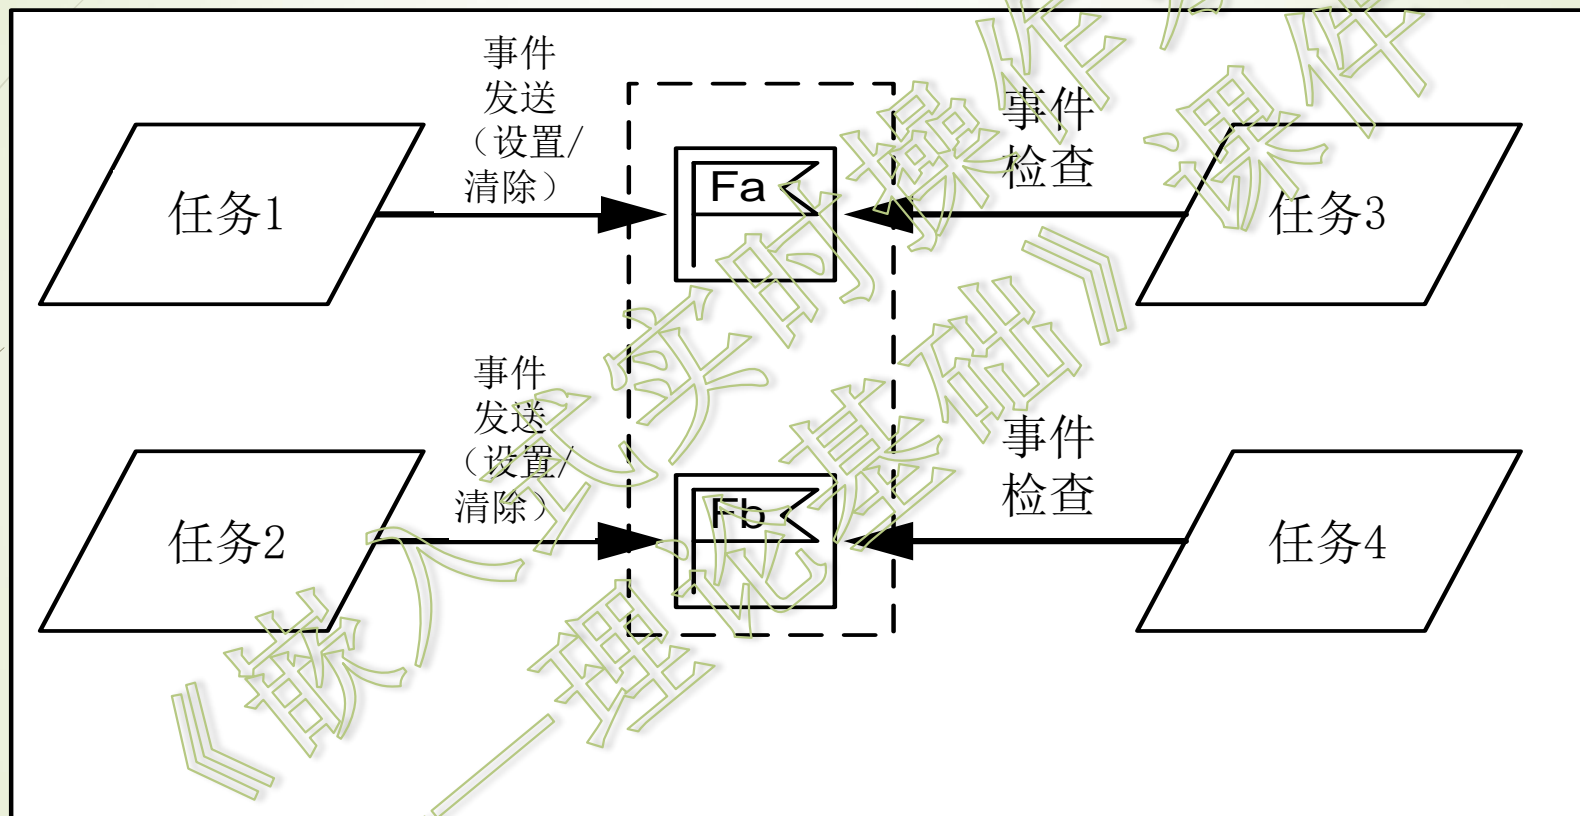 事件
发送
（设置/
清除）
事件
检查
任务1
Fa
任务3
事件
发送
（设置/
清除）
事件
检查
任务2
Fb
任务4
《嵌入式实时操作系
—理论基础》课件